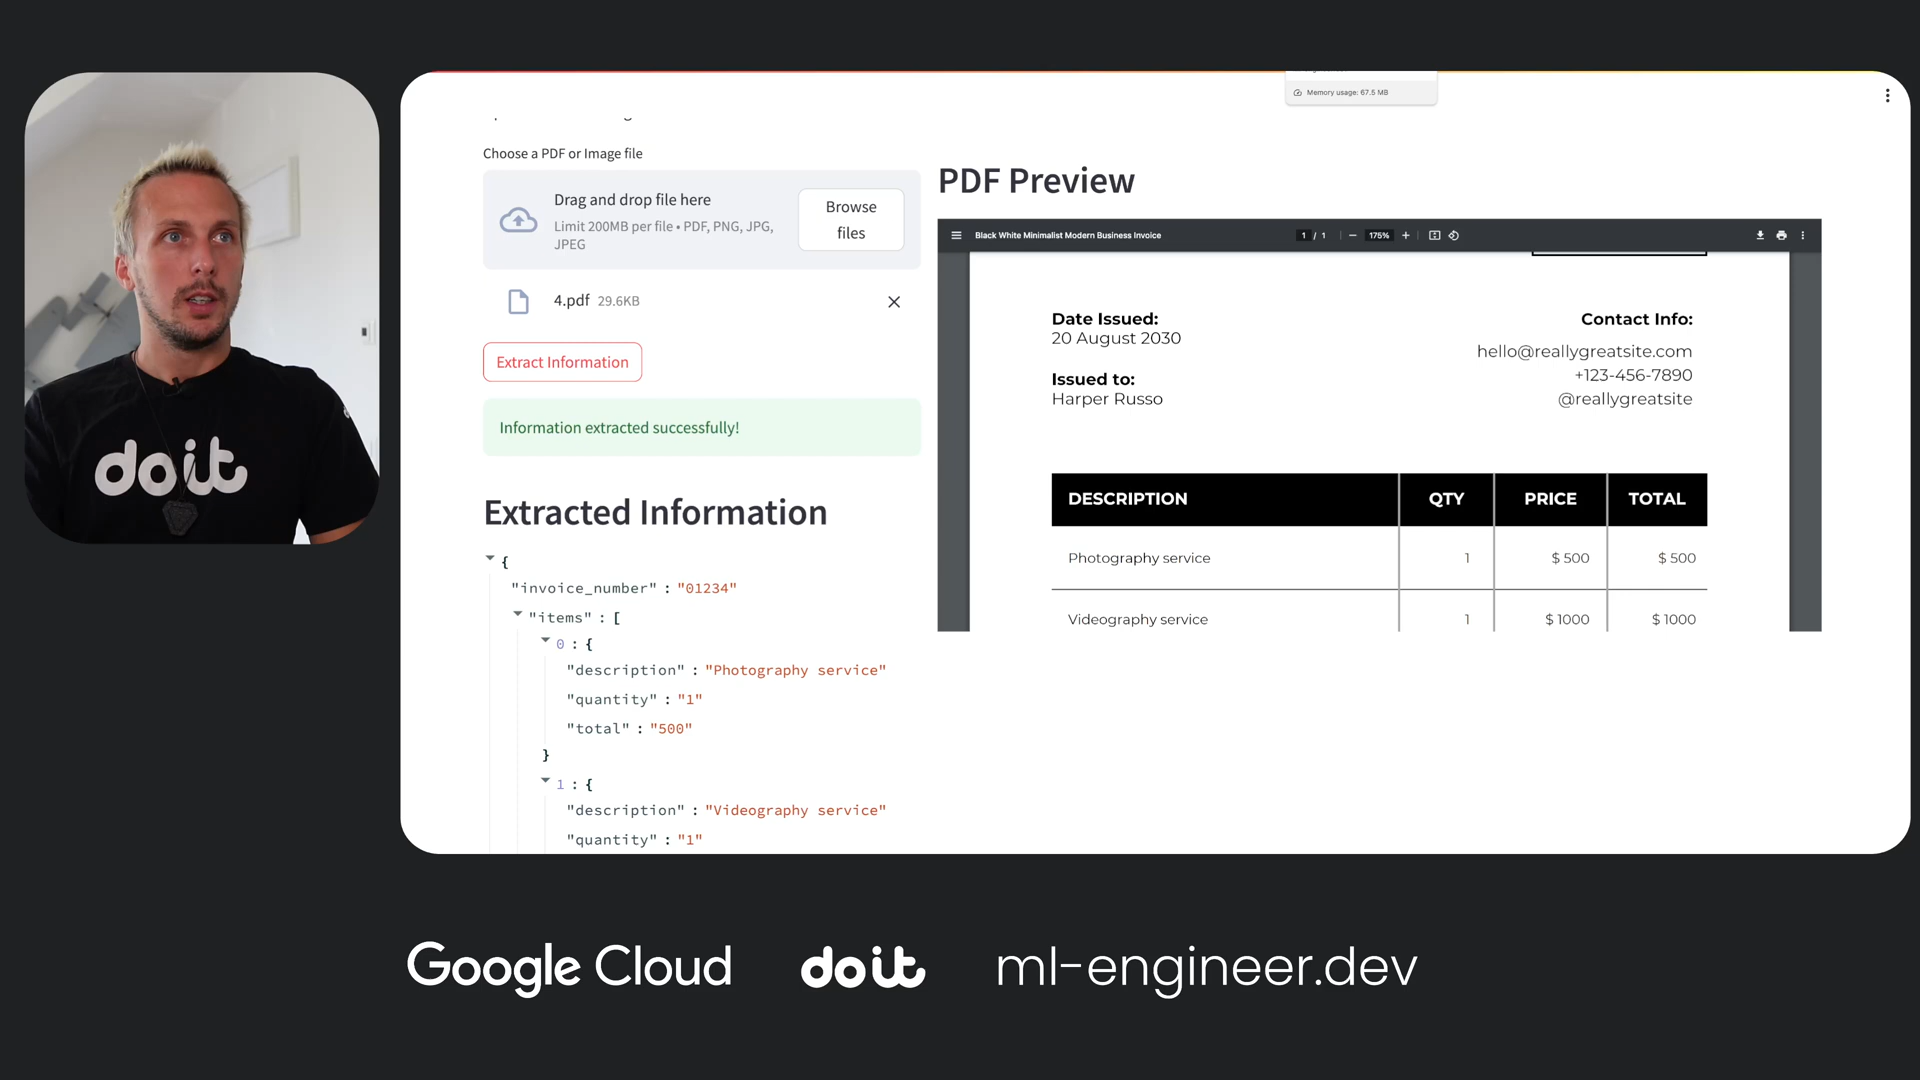 doit
Memory usage: 67.5 MB
Choose a PDF or Image file
Drag and drop file here
Limit 200MB per file • PDF, PNG, JPG,
JPEG
Browse
files
4.pdf 29.6KB
Extract Information
Information extracted successfully!
Extracted Information
{
"invoice_number" : "01234"
"items" : [
0 : {
"description" : "Photography service"
"quantity" : "1"
"total" : "500"
}
1 : {
"description" : "Videography service"
"quantity" : "1"
PDF Preview
Black White Minimalist Modern Business Invoice
1 / 1
175%
Date Issued:
20 August 2030
Issued to:
Harper Russo
Contact Info:
hello@reallygreatsite.com
+123-456-7890
@reallygreatsite
DESCRIPTION QTY PRICE TOTAL
Photography service 1 $ 500 $ 500
Videography service 1 $ 1000 $ 1000
Google Cloud
doit
ml-engineer.dev